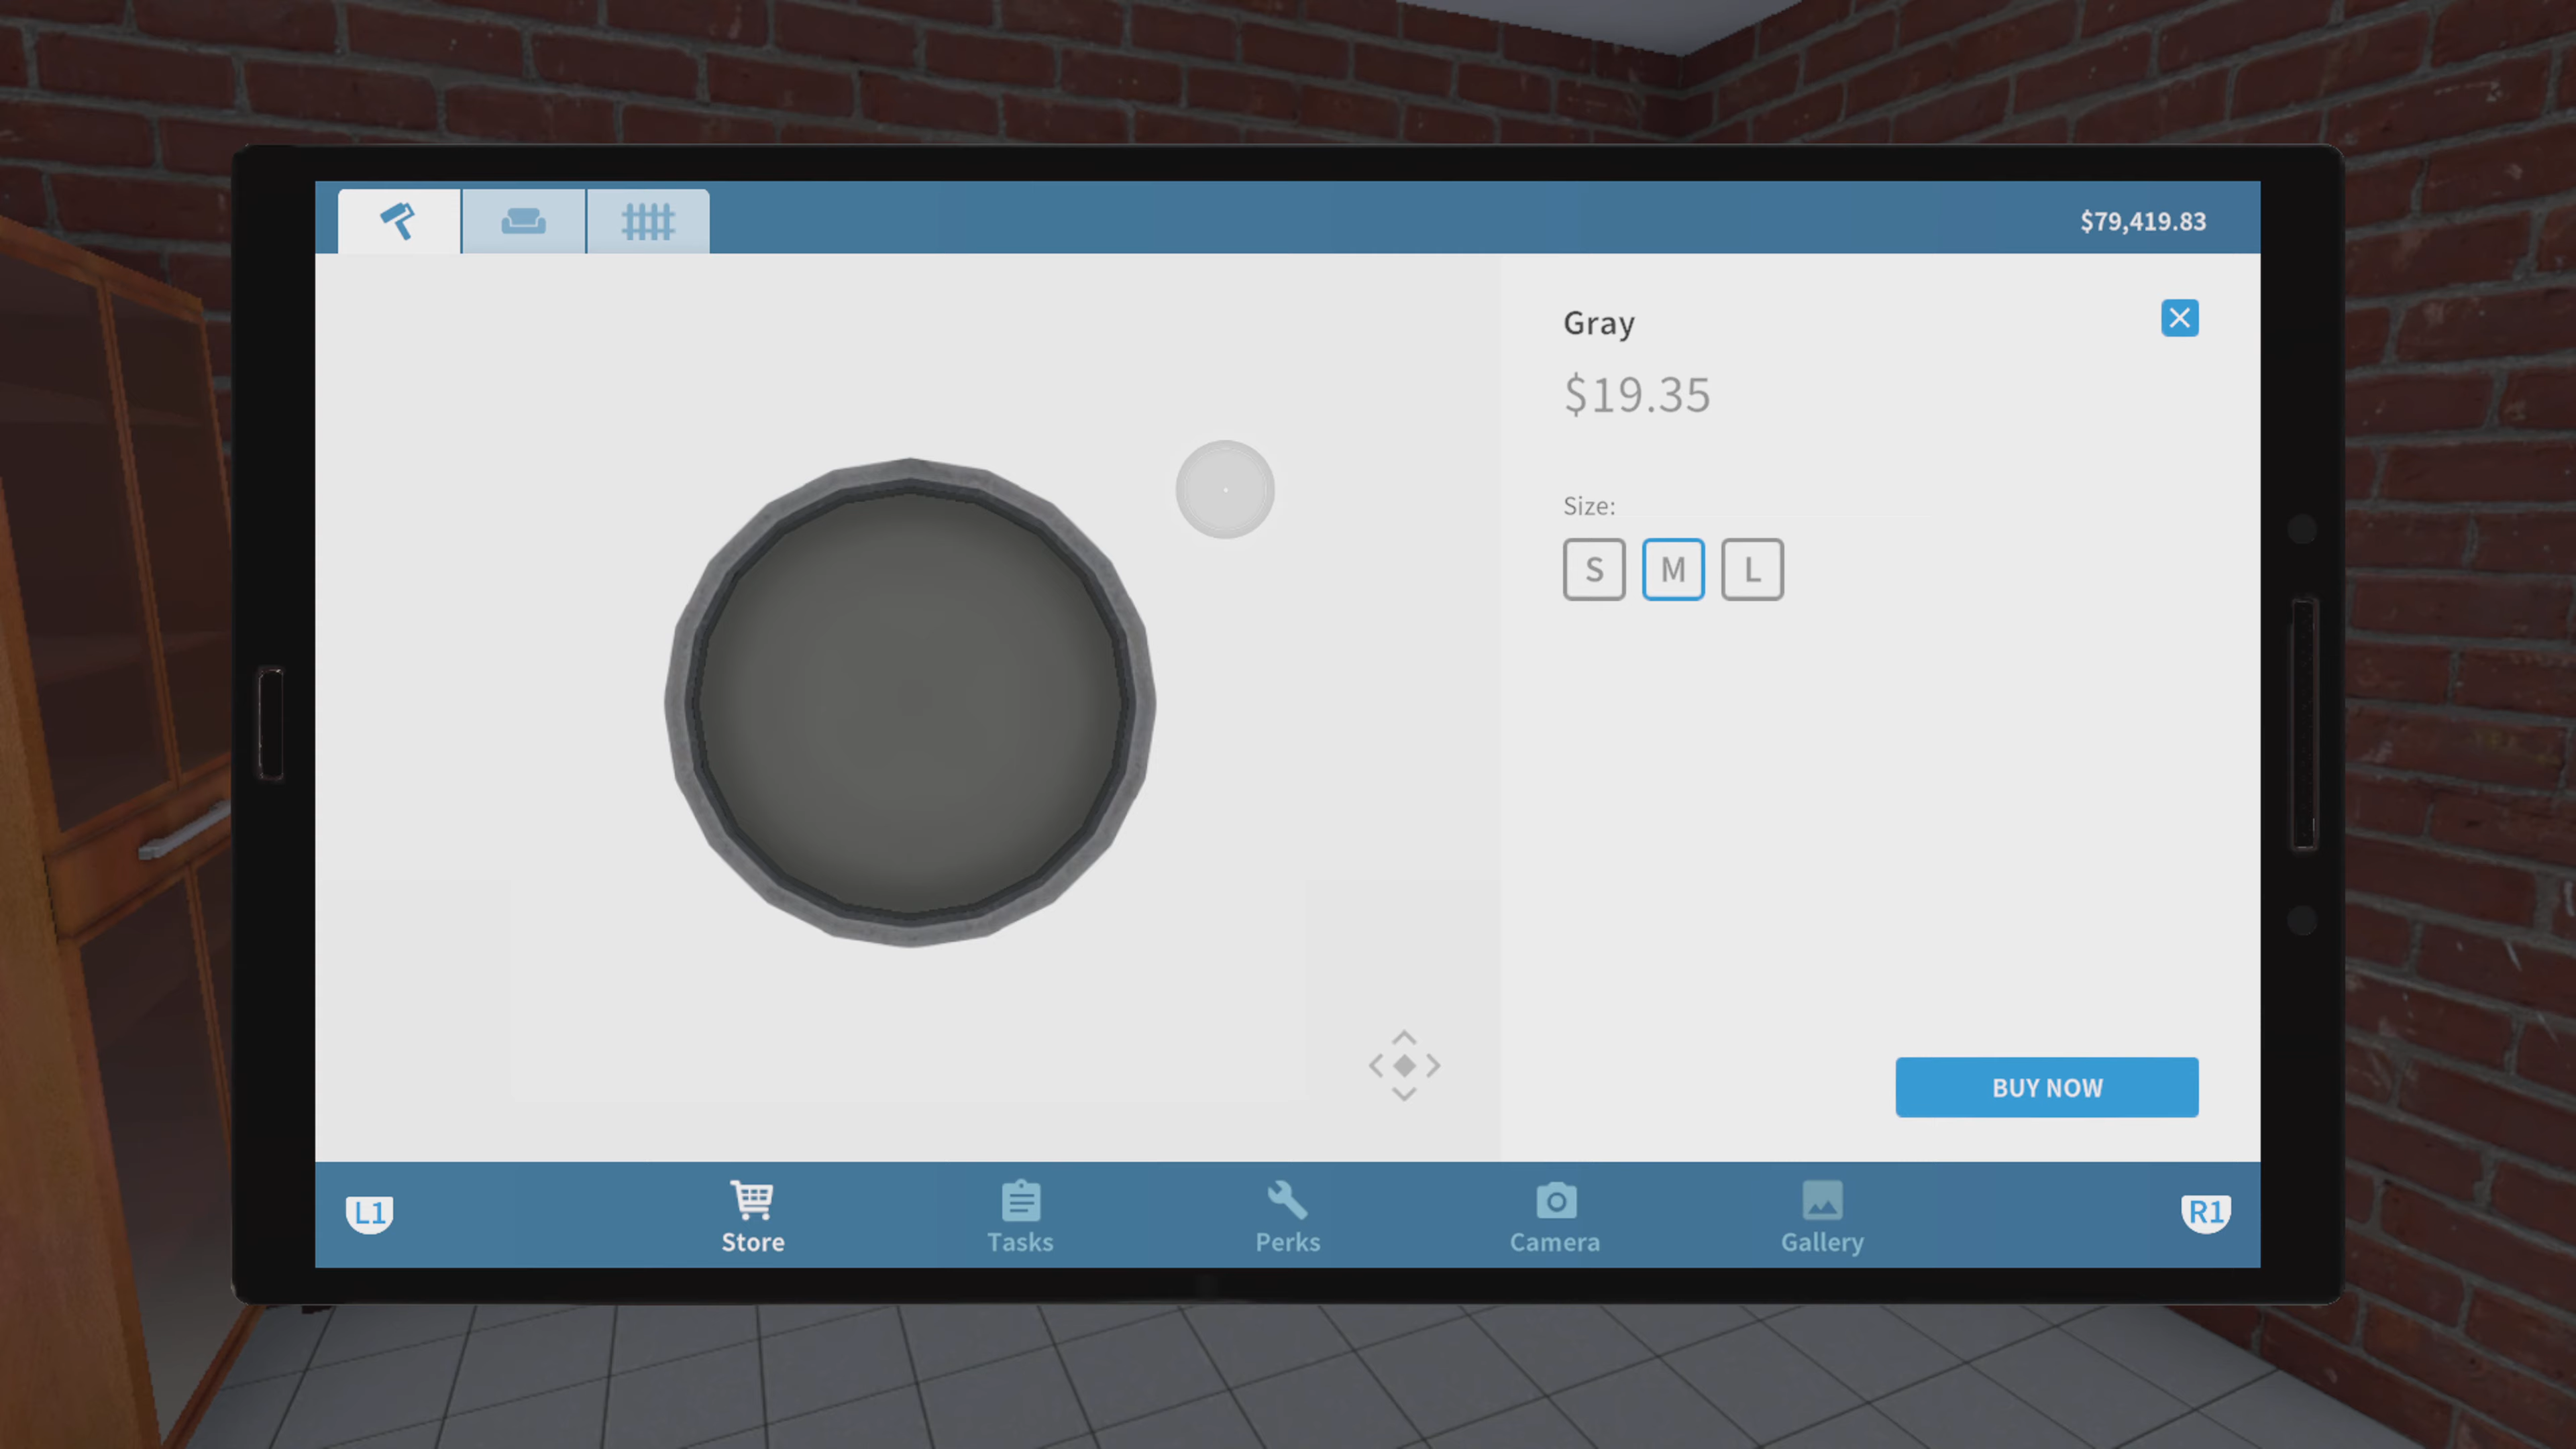 $79,419.83
Gray
$19.35
Size:
S M L
BUY NOW
L1
Store
Tasks
Perks
Camera
Gallery
R1